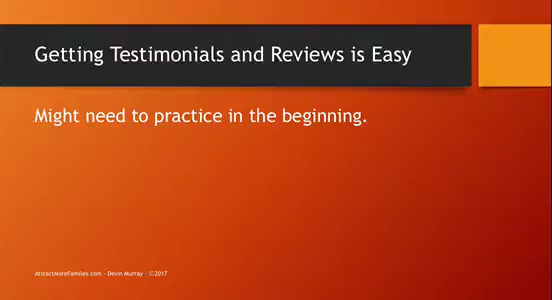 Getting Testimonials and Reviews is Easy
Might need to practice in the beginning.
AttractMoreFamilies.com - Devin Murray - ©2017